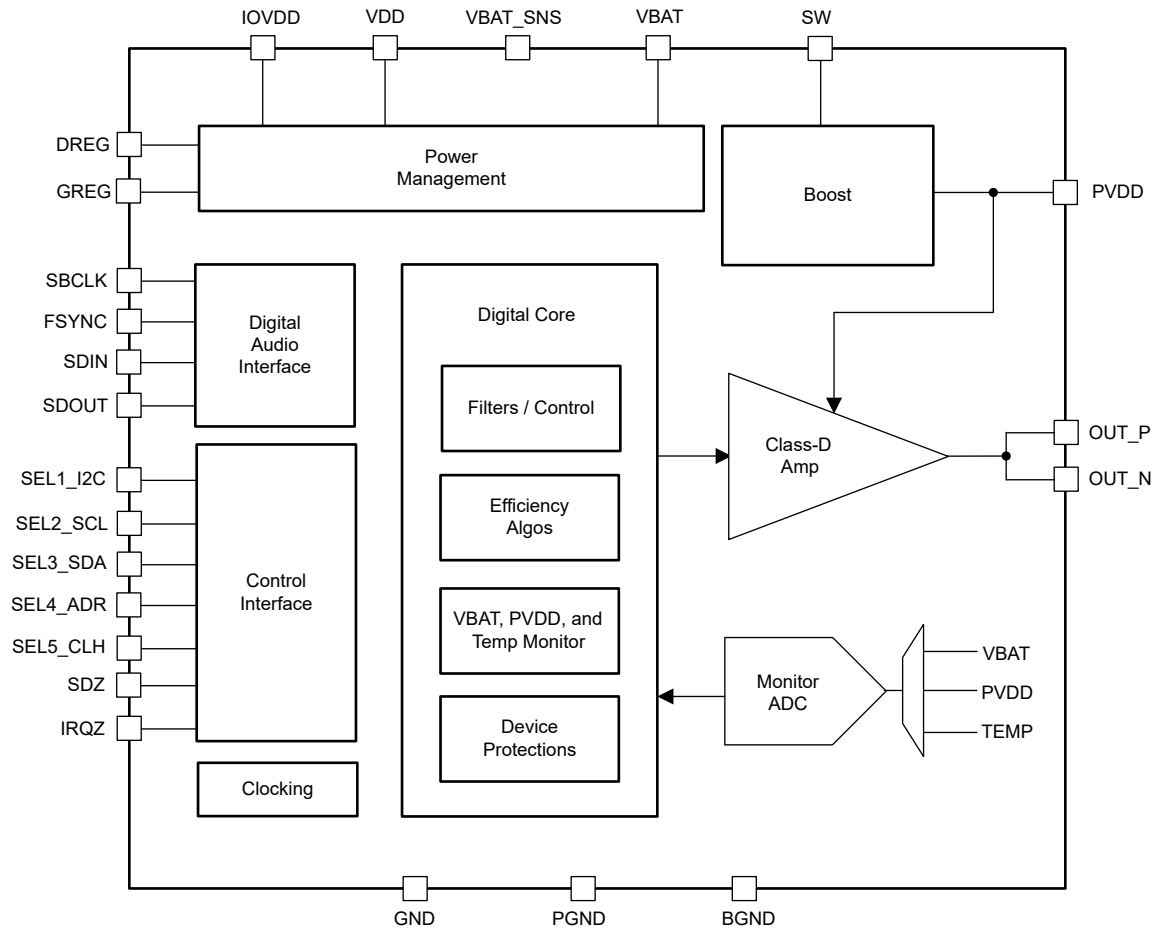 IOVDD
VDD
VBAT_SNS
VBAT
SW
DREG
GREG
Power
Management
Boost
PVDD
SBCLK
FSYNC
SDIN
SDOUT
Digital
Audio
Interface
Digital Core
Filters / Control
Efficiency
Algos
VBAT, PVDD, and
Temp Monitor
Device
Protections
Class-D
Amp
OUT_P
OUT_N
SEL1_I2C
SEL2_SCL
SEL3_SDA
SEL4_ADR
SEL5_CLH
SDZ
IRQZ
Control
Interface
Monitor
ADC
VBAT
PVDD
TEMP
Clocking
GND
PGND
BGND